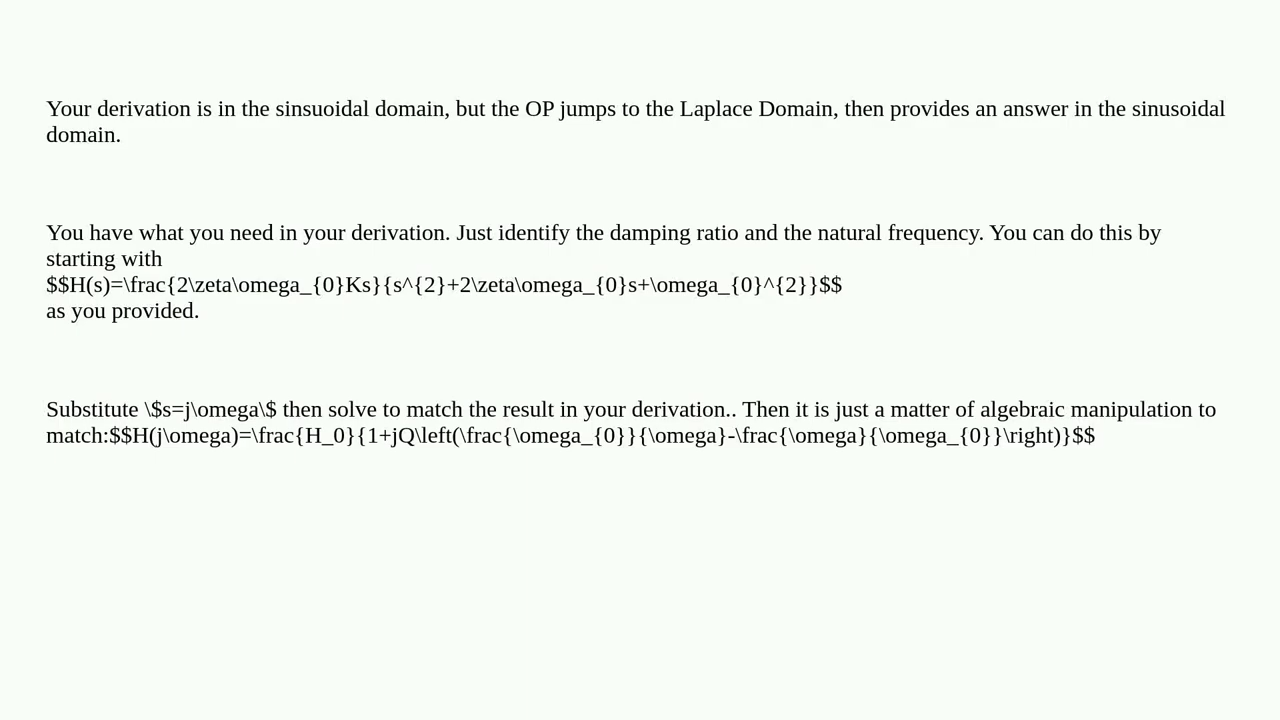 Your derivation is in the sinsuoidal domain, but the OP jumps to the Laplace Domain, then provides an answer in the sinusoidal
domain.
You have what you need in your derivation. Just identify the damping ratio and the natural frequency. You can do this by
starting with
$$H(s)=\frac{2\zeta\omega_{0}Ks}{s^{2}+2\zeta\omega_{0}s+\omega_{0}^{2}}$$
as you provided.
Substitute \$s=j\omega\$ then solve to match the result in your derivation.. Then it is just a matter of algebraic manipulation to
match:$$H(j\omega)=\frac{H_0}{1+jQ\left(\frac{\omega_{0}}{\omega}-\frac{\omega}{\omega_{0}}\right)}$$